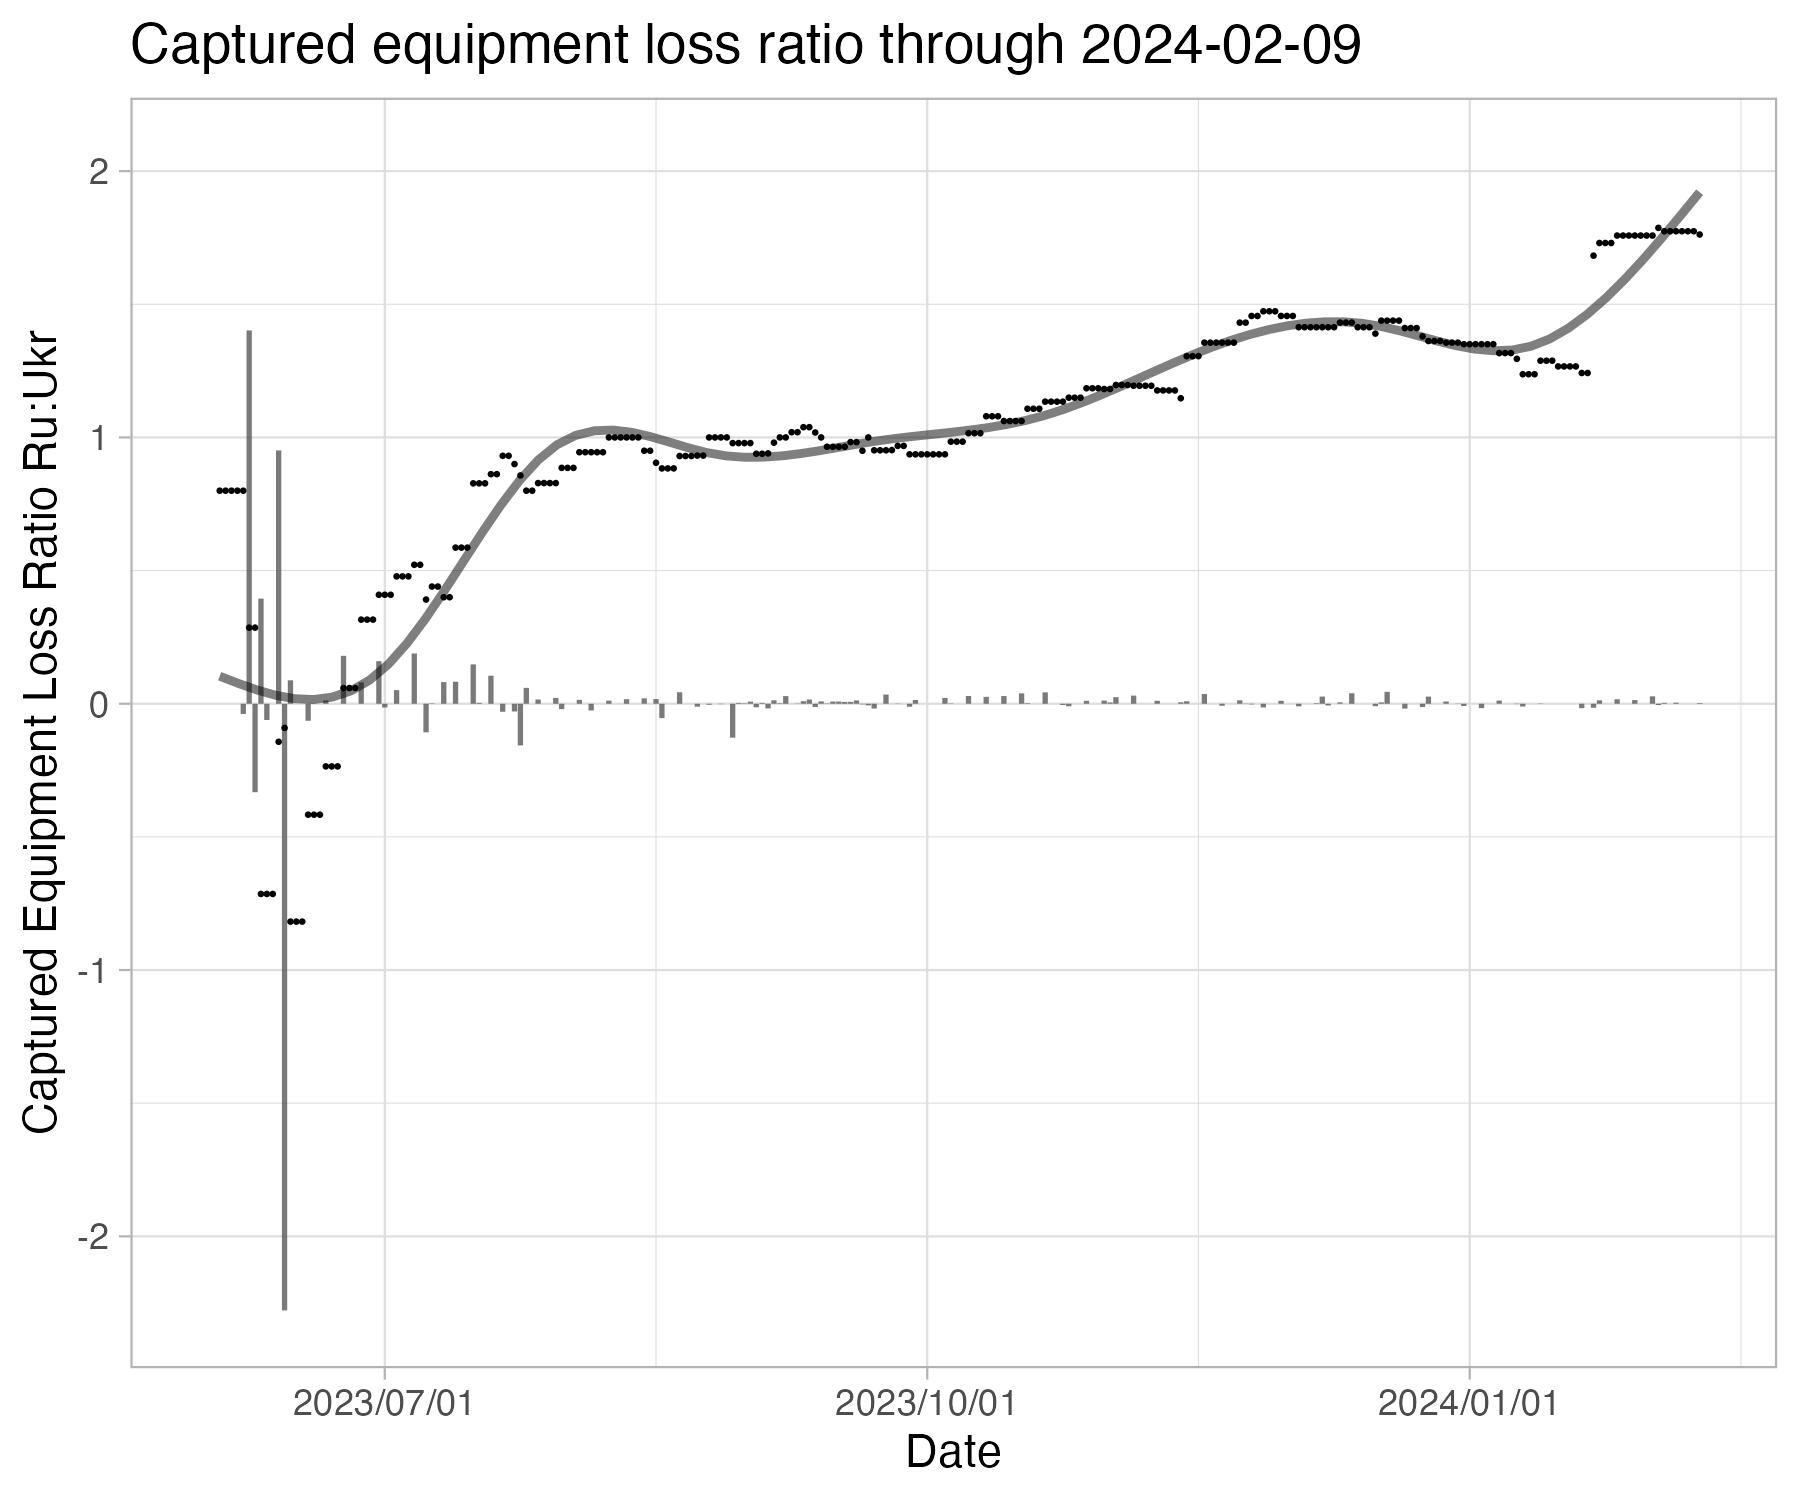 Captured equipment loss ratio through 2024-02-09
Captured Equipment Loss Ratio Ru:Ukr
2
1
0
-1
-2
2023/07/01
2023/10/01
2024/01/01
Date